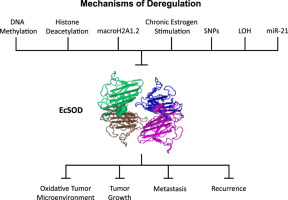 Mechanisms of Deregulation
DNA
Methylation
Histone
Deacetylation
macroH2A1.2
Chronic Estrogen
Stimulation
SNPs
LOH
miR-21
EcSOD
Oxidative Tumor
Microenvironment
Tumor
Growth
Metastasis
Recurrence